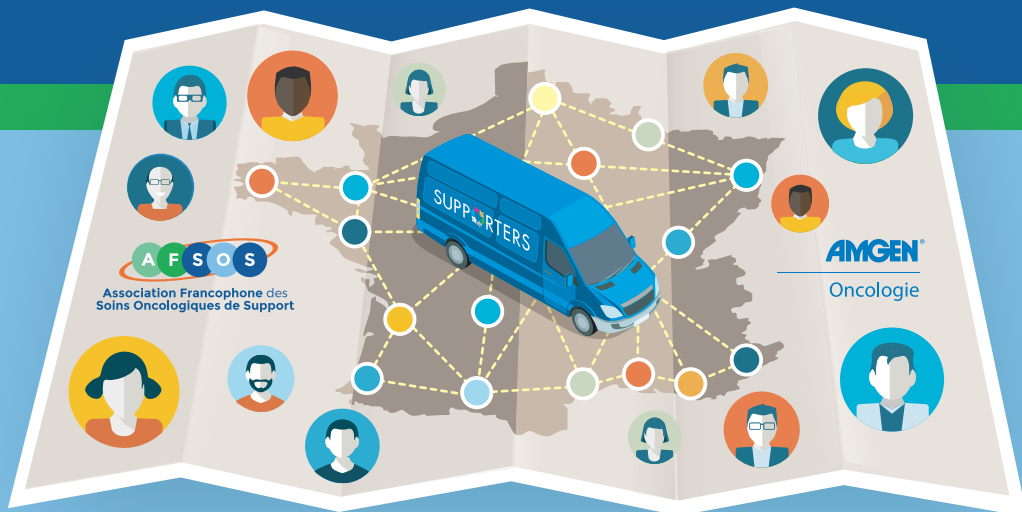 SUPPORTERS
AFSOS
Association Francophone des
Soins Oncologiques de Support
AMGEN®
Oncologie